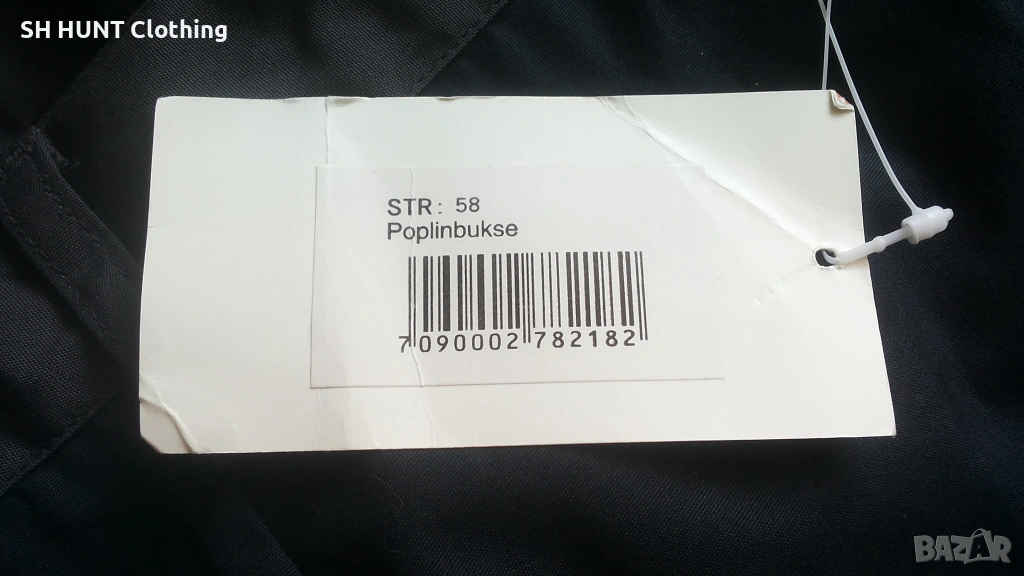 SH HUNT Clothing
STR: 58
Poplinbukse
7 090002 782182
BAZAR